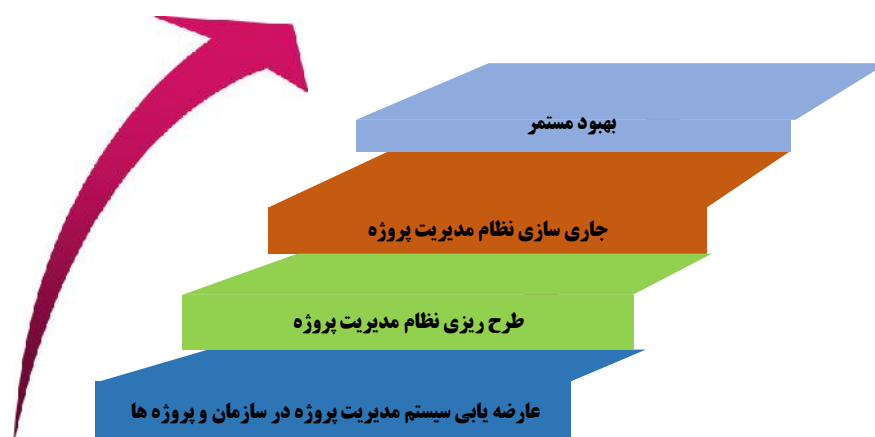 بهبود مستمر
جاری سازی نظام مدیریت پروژه
طرح ریزی نظام مدیریت پروژه
عارضه یابی سیستم مدیریت پروژه در سازمان و پروژه ها